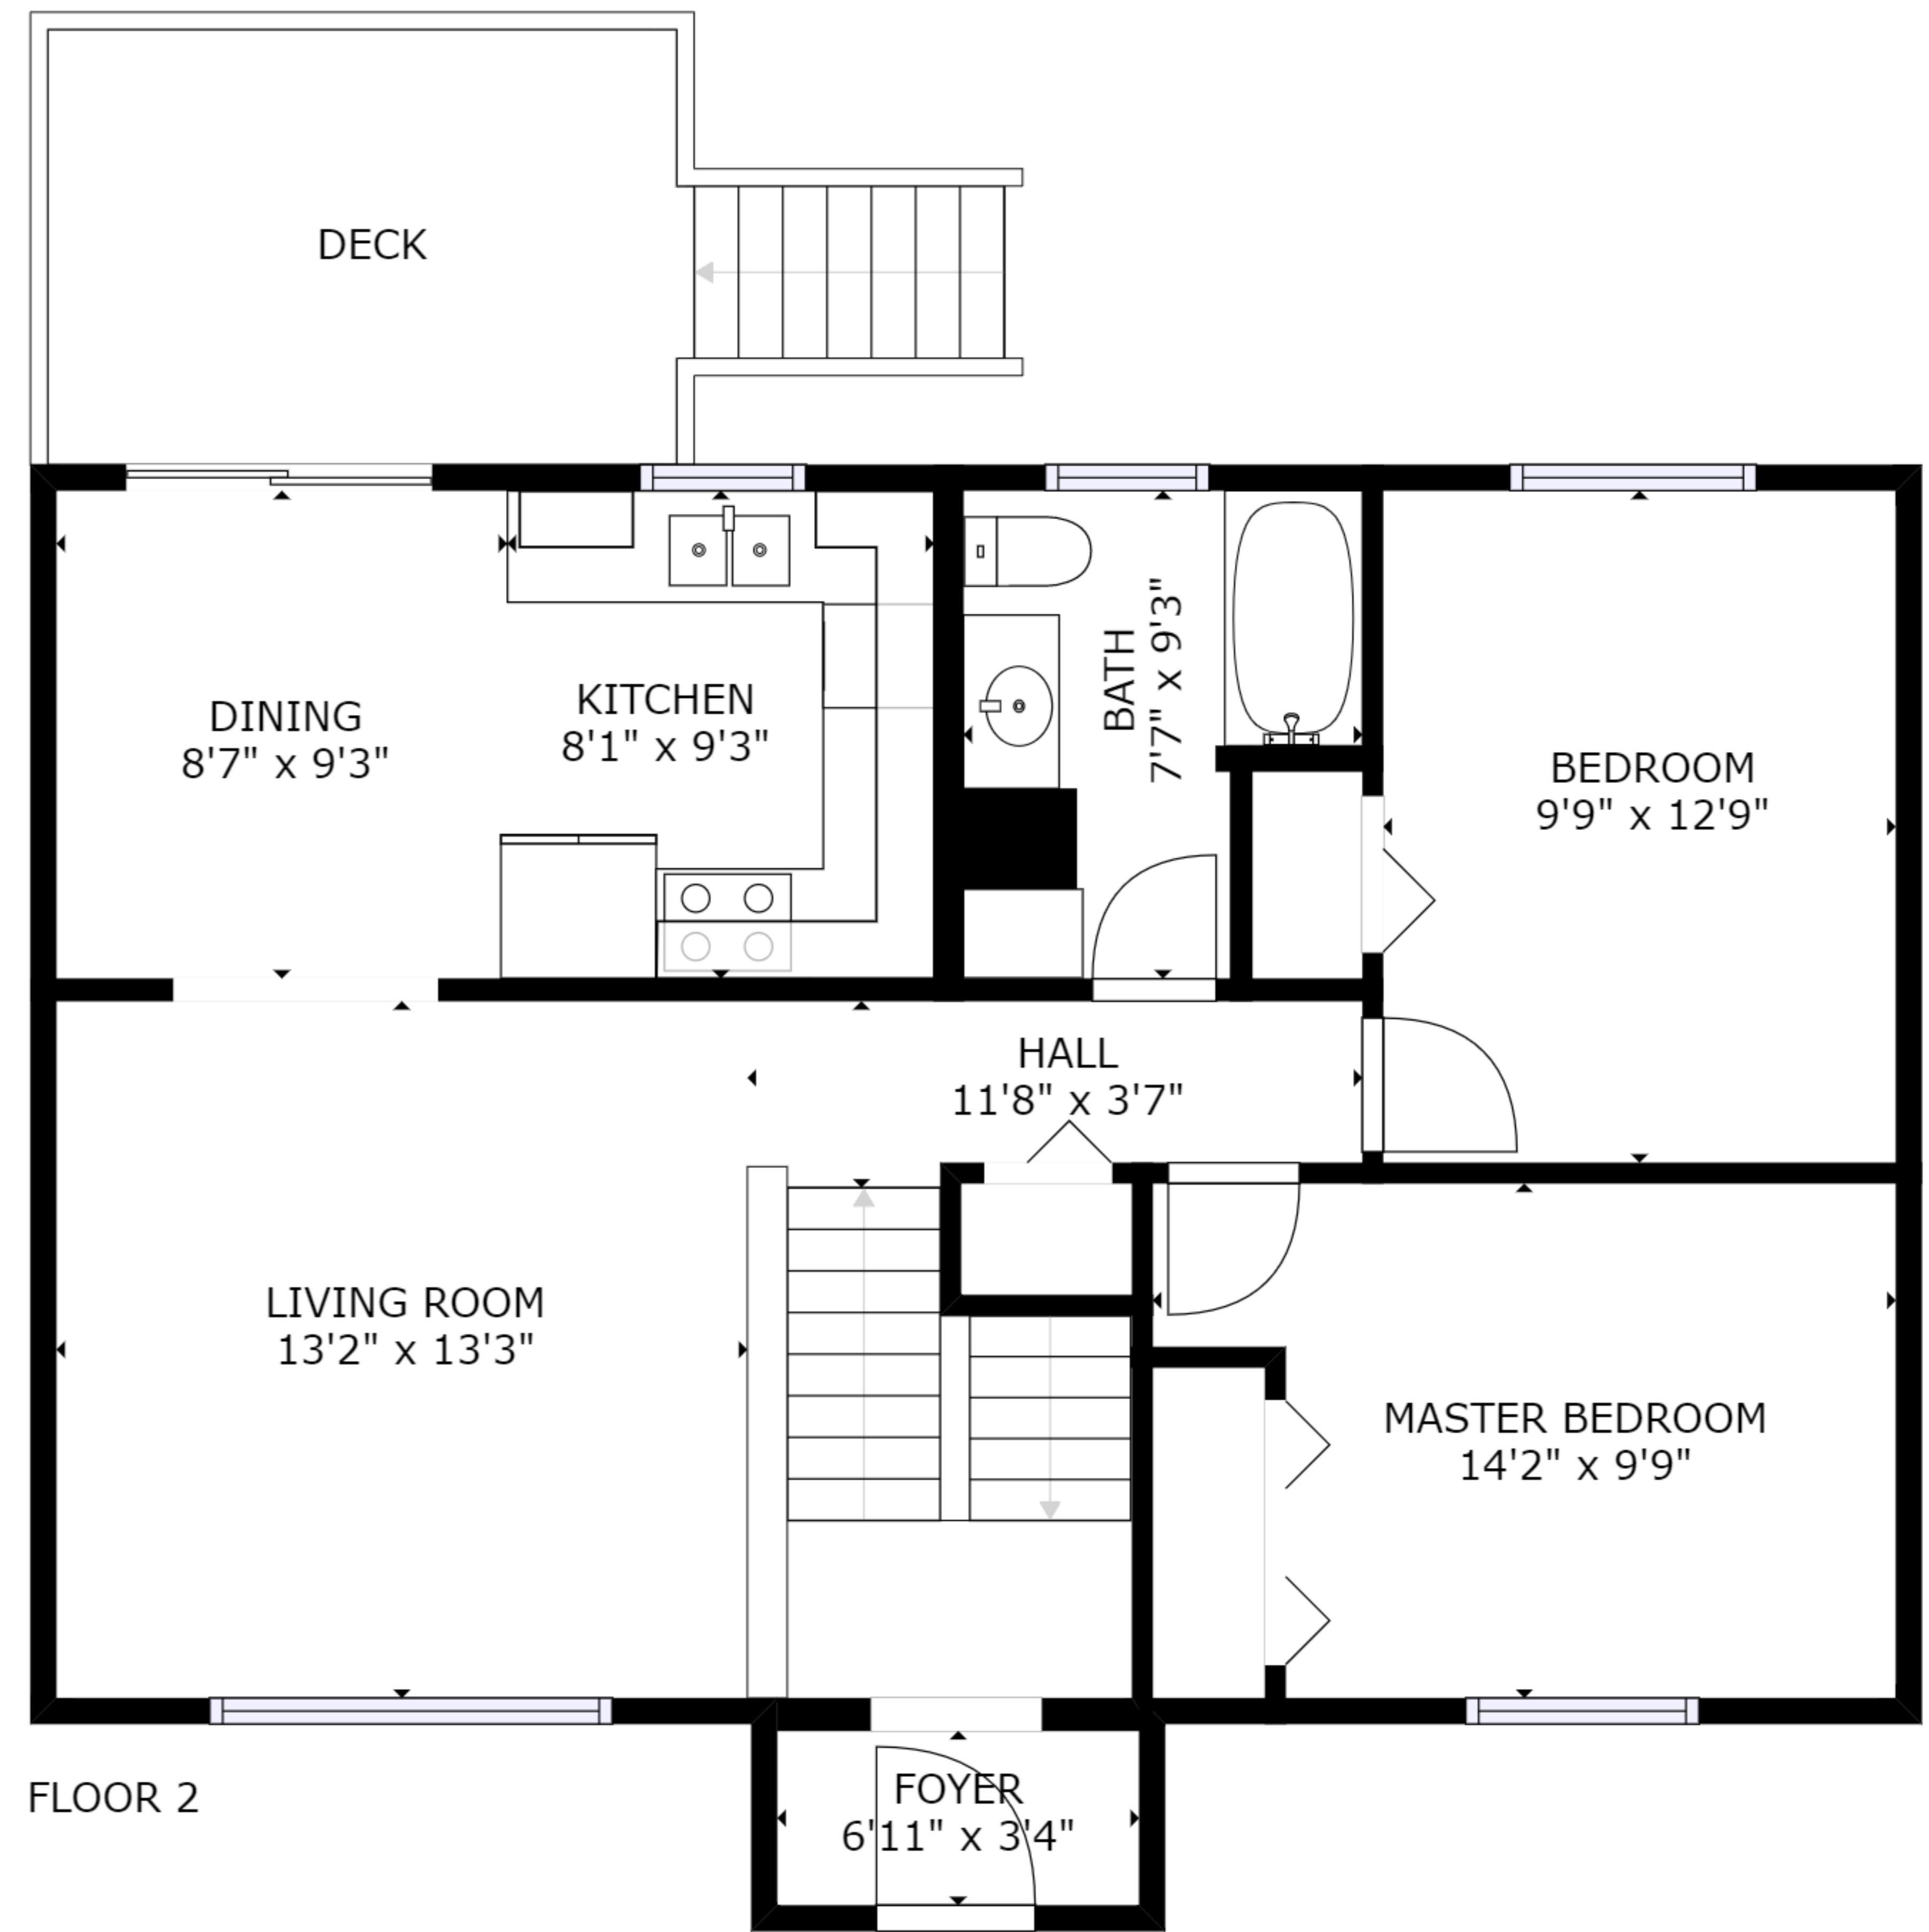 DECK
DINING
8'7" x 9'3"
KITCHEN
8'1" x 9'3"
BATH
7'7" x 9'3"
BEDROOM
9'9" x 12'9"
HALL
11'8" x 3'7"
LIVING ROOM
13'2" x 13'3"
MASTER BEDROOM
14'2" x 9'9"
FOYER
6'11" x 3'4"
FLOOR 2